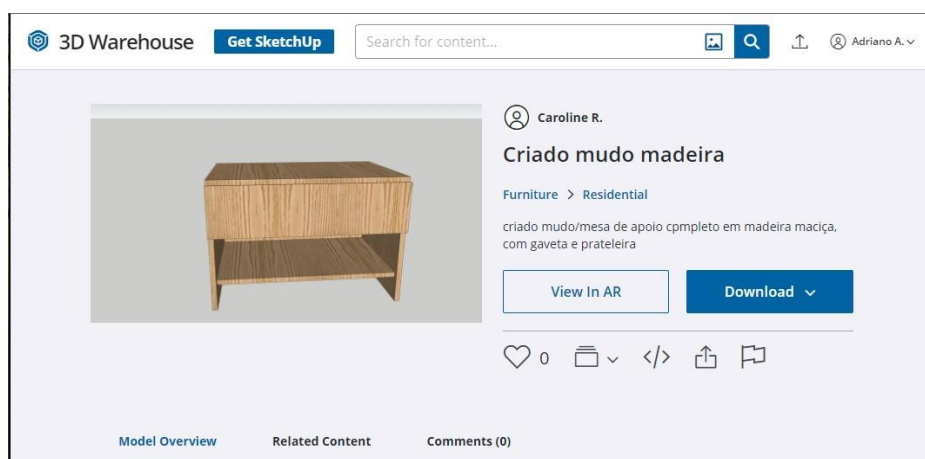 3D Warehouse Get SketchUp Search for content... Adriano A.
Caroline R.
Criado mudo madeira
Furniture > Residential
criado mudo/mesa de apoio cpmpleto em madeira maciça,
com gaveta e prateleira
View In AR Download
0 </>
Model Overview Related Content Comments (0)